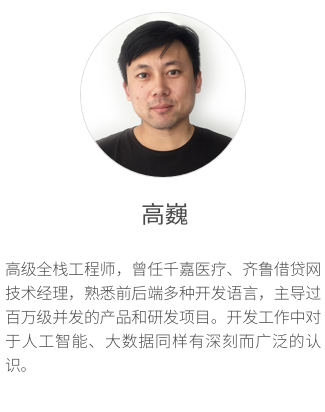 高巍
高级全栈工程师，曾任千嘉医疗、齐鲁借贷网
技术经理，熟悉前后端多种开发语言，主导过
百万级并发的产品和研发项目。开发工作中对
于人工智能、大数据同样有深刻而广泛的认
识。